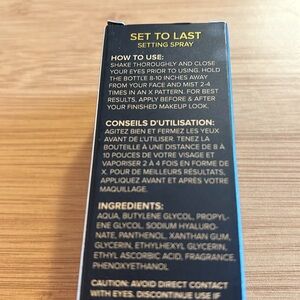 SET TO LAST
SETTING SPRAY
HOW TO USE:
SHAKE THOROUGHLY AND CLOSE
YOUR EYES PRIOR TO USING. HOLD
THE BOTTLE 8-10 INCHES AWAY
FROM YOUR FACE AND MIST 2-4
TIMES IN AN X PATTERN. FOR BEST
RESULTS, APPLY BEFORE & AFTER
YOUR FINISHED MAKEUP LOOK.
CONSEILS D'UTILISATION:
AGITEZ BIEN ET FERMEZ LES YEUX
AVANT DE L'UTILISER. TENEZ LA
BOUTEILLE À UNE DISTANCE DE 8 À
10 POUCES DE VOTRE VISAGE ET
VAPORISER 2 À 4 FOIS EN FORME DE
X. POUR DE MEILLEURS RÉSULTATS,
APPLIQUEZ AVANT ET APRÈS VOTRE
MAQUILLAGE.
INGREDIENTS:
AQUA, BUTYLENE GLYCOL, PROPYL-
ENE GLYCOL, SODIUM HYALURO-
NATE, PANTHENOL, XANTHAN GUM,
GLYCERIN, ETHYLHEXYL GLYCERIN,
ETHYL ASCORBIC ACID, FRAGRANCE,
PHENOXYETHANOL
CAUTION: AVOID DIRECT CONTACT
WITH EYES. DISCONTINUE USE IF